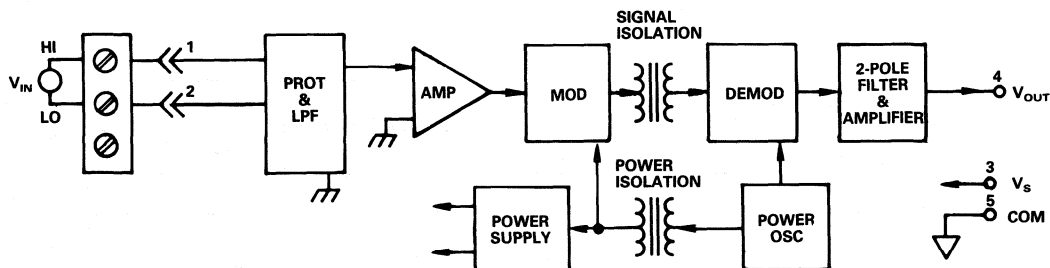 SIGNAL
ISOLATION
HI
V_IN
LO
1
2
PROT
&
LPF
AMP
MOD
DEMOD
2-POLE
FILTER
&
AMPLIFIER
4
V_OUT
POWER
ISOLATION
POWER
SUPPLY
POWER
OSC
3
V_S
5
COM